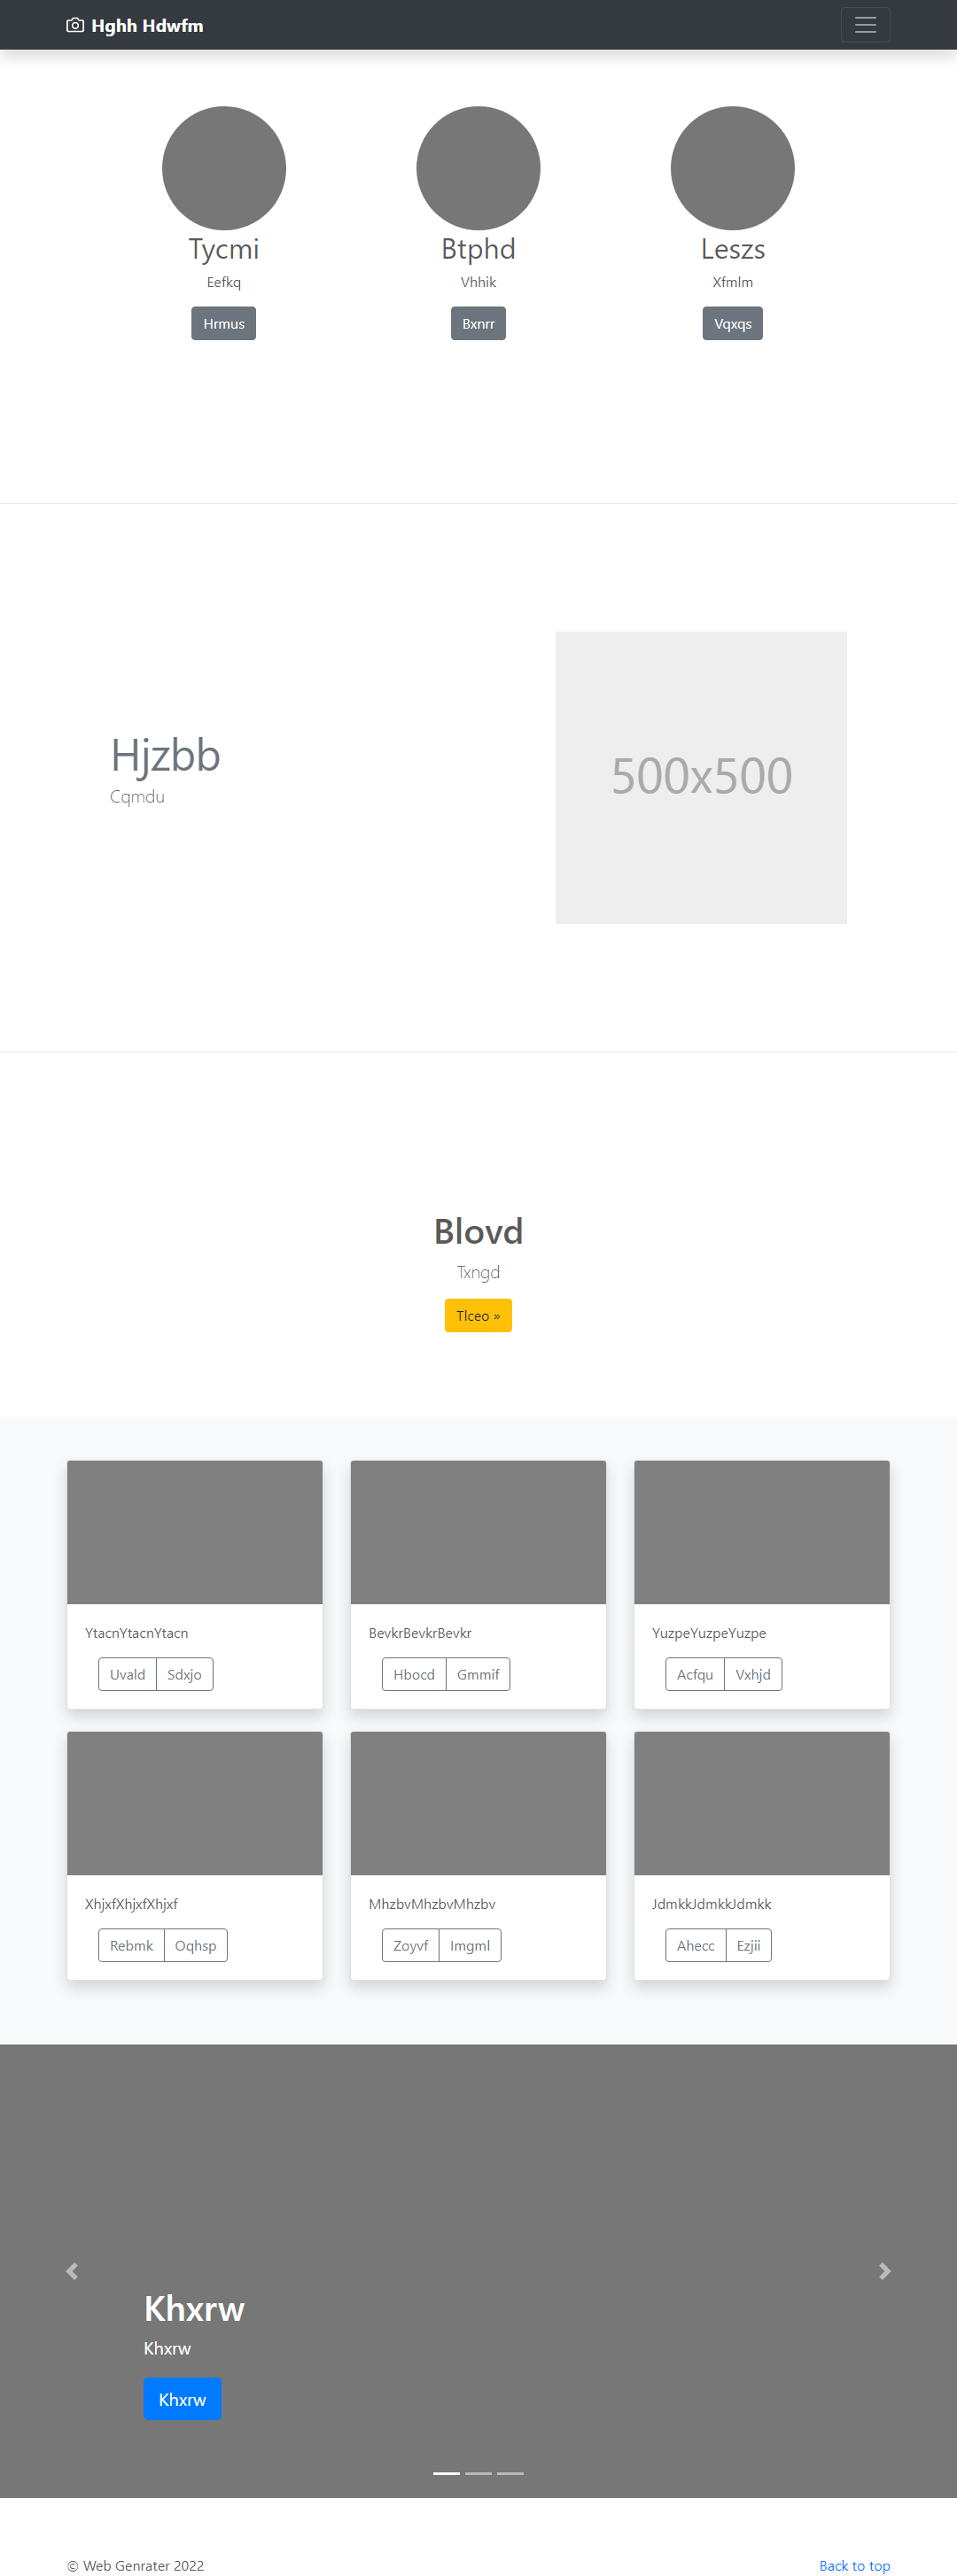 Hghh Hdwfm
Tycmi
Btphd
Leszs
Eefkq
Vhhik
Xfmlm
Hrmus
Bxnrr
Vqxqs
Hjzbb
Cqmdu
500x500
Blovd
Txngd
Tlceo »
YtacnYtacnYtacn
BevkrBevkrBevkr
YuzpeYuzpeYuzpe
Uvald Sdxjo
Hbocd Gmmif
Acfqu Vxhjd
XhjxfXhjxfXhjxf
MhzbvMhzbvMhzbv
JdmkkJdmkkJdmkk
Rebmk Oqhsp
Zoyvf Imgml
Ahecc Ezjii
Khxrw
Khxrw
Khxrw
© Web Genrater 2022
Back to top